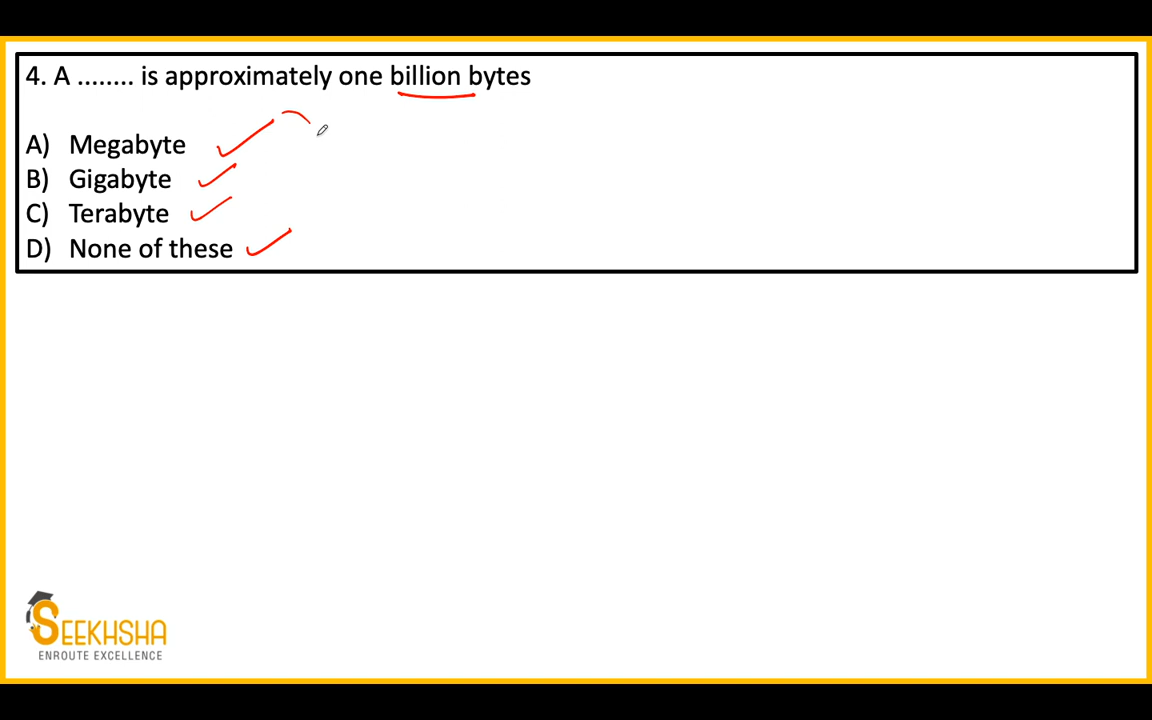 4. A ........ is approximately one billion bytes
A) Megabyte
B) Gigabyte
C) Terabyte
D) None of these
SEEKHSHA
ENROUTE EXCELLENCE